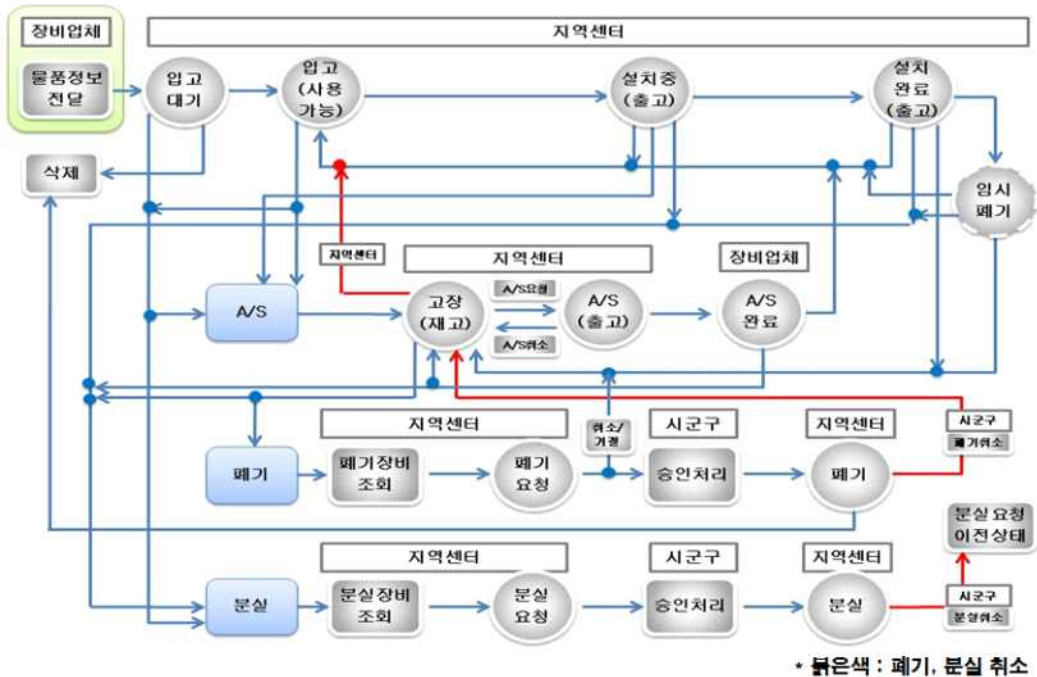 장비업체
지역센터
물품정보
전달
입고
대기
입고
(사용
가능)
설치중
(출고)
설치
완료
(출고)
삭제
임시
폐기
지역센터
지역센터
장비업체
A/S
고장
(재고)
A/S요청
A/S취소
A/S
(출고)
A/S
완료
지역센터
취소/
기결
시군구
지역센터
시군구
폐기취소
폐기
폐기장비
조회
폐기
요청
승인처리
폐기
분실요청
이전상태
지역센터
시군구
지역센터
시군구
분실취소
분실
분실장비
조회
분실
요청
승인처리
분실
* 붉은색 : 폐기, 분실 취소